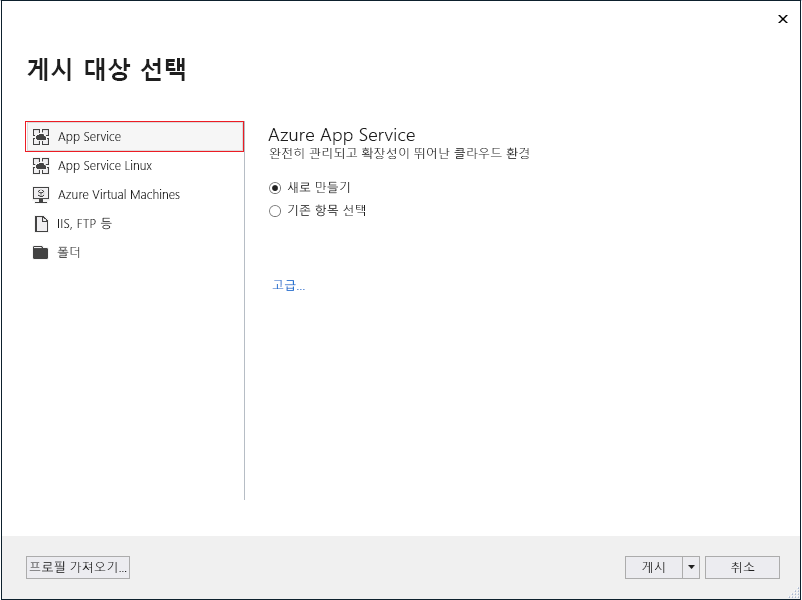 게시 대상 선택
App Service
App Service Linux
Azure Virtual Machines
IIS, FTP 등
폴더
Azure App Service
완전히 관리되고 확장성이 뛰어난 클라우드 환경
새로 만들기
기존 항목 선택
고급...
프로필 가져오기...
게시
취소